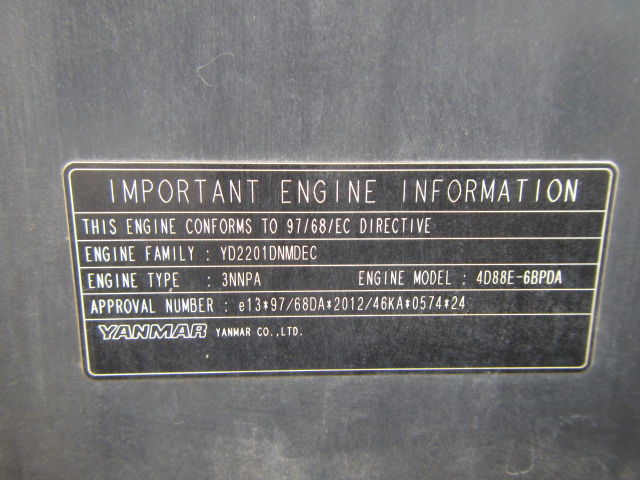 IMPORTANT ENGINE INFORMATION
THIS ENGINE CONFORMS TO 97/68/EC DIRECTIVE
ENGINE FAMILY : YD2201DNMDEC
ENGINE TYPE : 3NNPA ENGINE MODEL : 4D88E-6BPDA
APPROVAL NUMBER : e13*97/68DA*2012/46KA*0574*24
YANMAR YANMAR CO.,LTD.